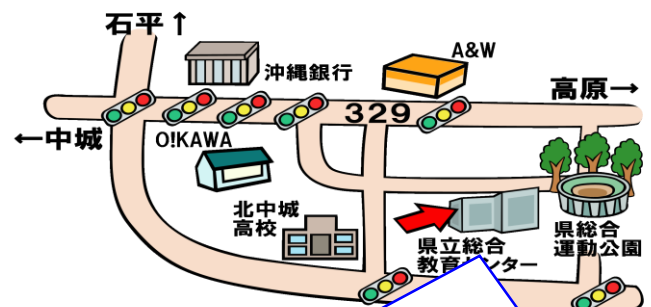 石平↑
沖縄銀行
A&W
高原→
329
←中城
O!KAWA
北中城
高校
県立総合
教育センター
県総合
運動公園